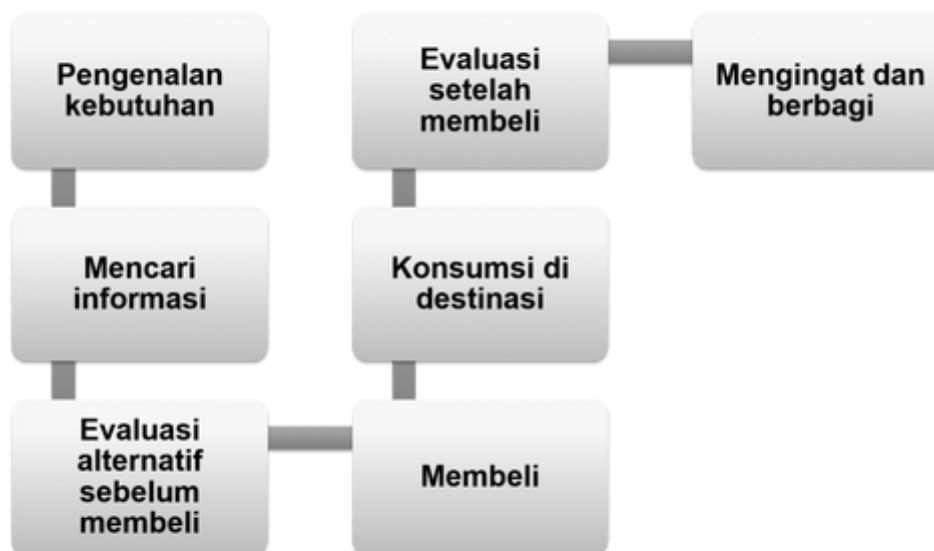 Pengenalan
kebutuhan
Mencari
informasi
Evaluasi
alternatif
sebelum
membeli
Membeli
Konsumsi di
destinasi
Evaluasi
setelah
membeli
Mengingat dan
berbagi